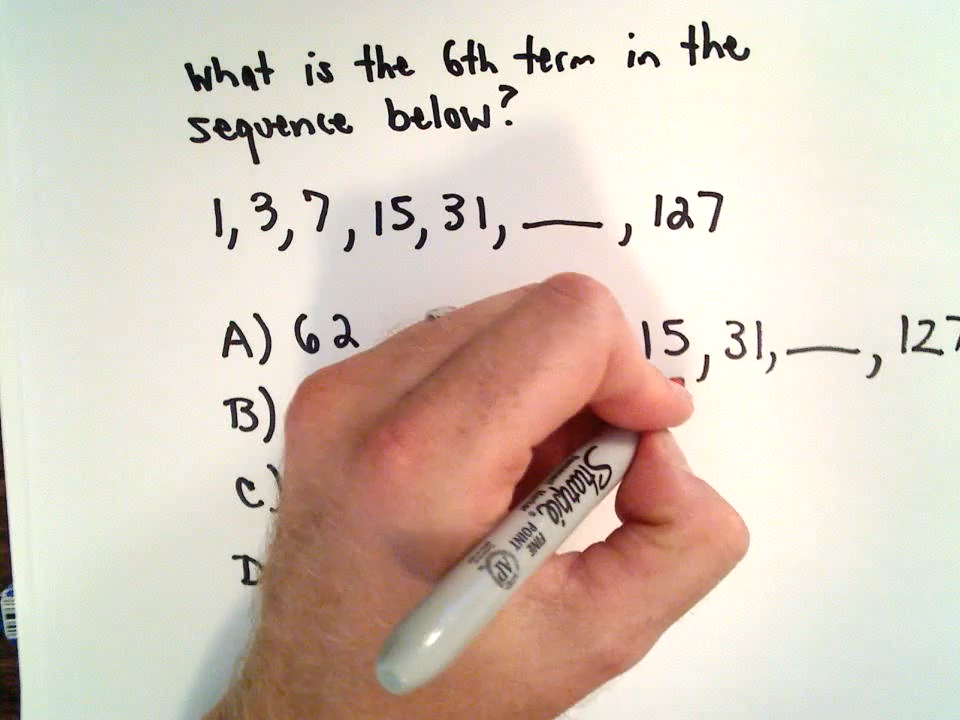 What is the 6th term in the
sequence below?
1, 3, 7, 15, 31, ___, 127
A) 62
15, 31, ___, 127
B)
C)
D
Sharpie
FINE
POINT
AP